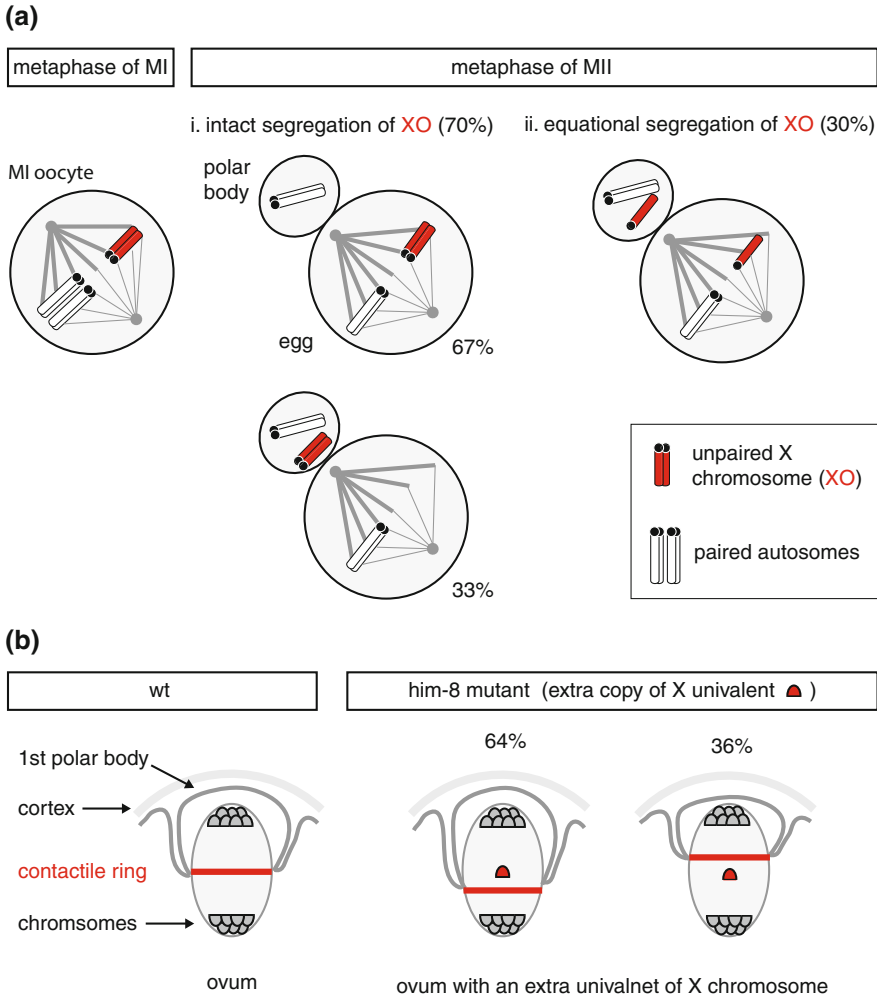 (a)
metaphase of MI
metaphase of MII
i. intact segregation of XO (70%)
ii. equational segregation of XO (30%)
MI oocyte
polar
body
egg
67%
33%
unpaired X
chromosome (XO)
paired autosomes
(b)
wt
him-8 mutant (extra copy of X univalent )
64%
36%
1st polar body
cortex
contactile ring
chromsomes
ovum
ovum with an extra univalnet of X chromosome